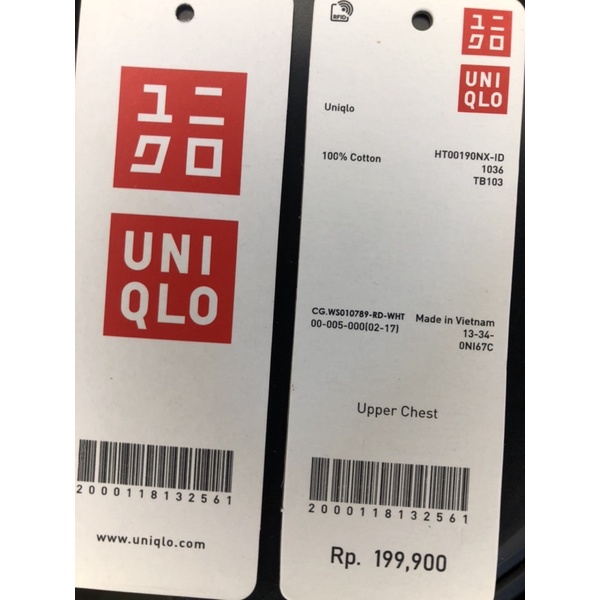 ユニ
クロ
UNI
QLO
2000118132561
www.uniqlo.com
RFID
ユニ
クロ
UNI
QLO
Uniqlo
100% Cotton
HT00190NX-ID
1036
TB103
CG.WS010789-RD-WHT
00-005-000(02-17)
Made in Vietnam
13-34-
0NI67C
Upper Chest
2000118132561
Rp. 199,900